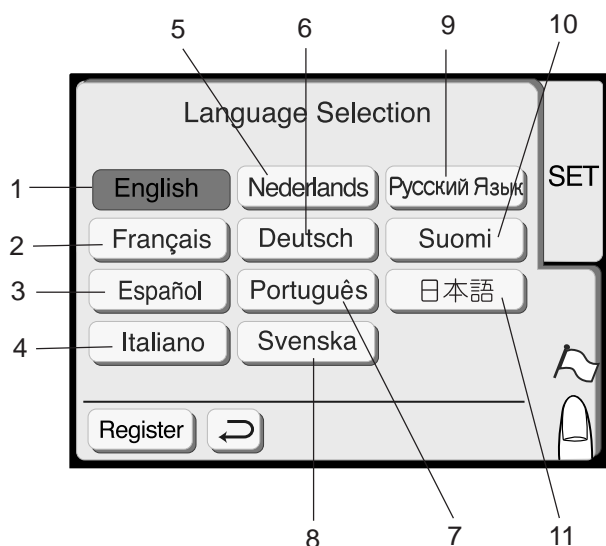 5 6 9 10
Language Selection
SET
1 English Nederlands Русский Язык
2 Français Deutsch Suomi
3 Español Português 日本語
4 Italiano Svenska
Register
8 7 11